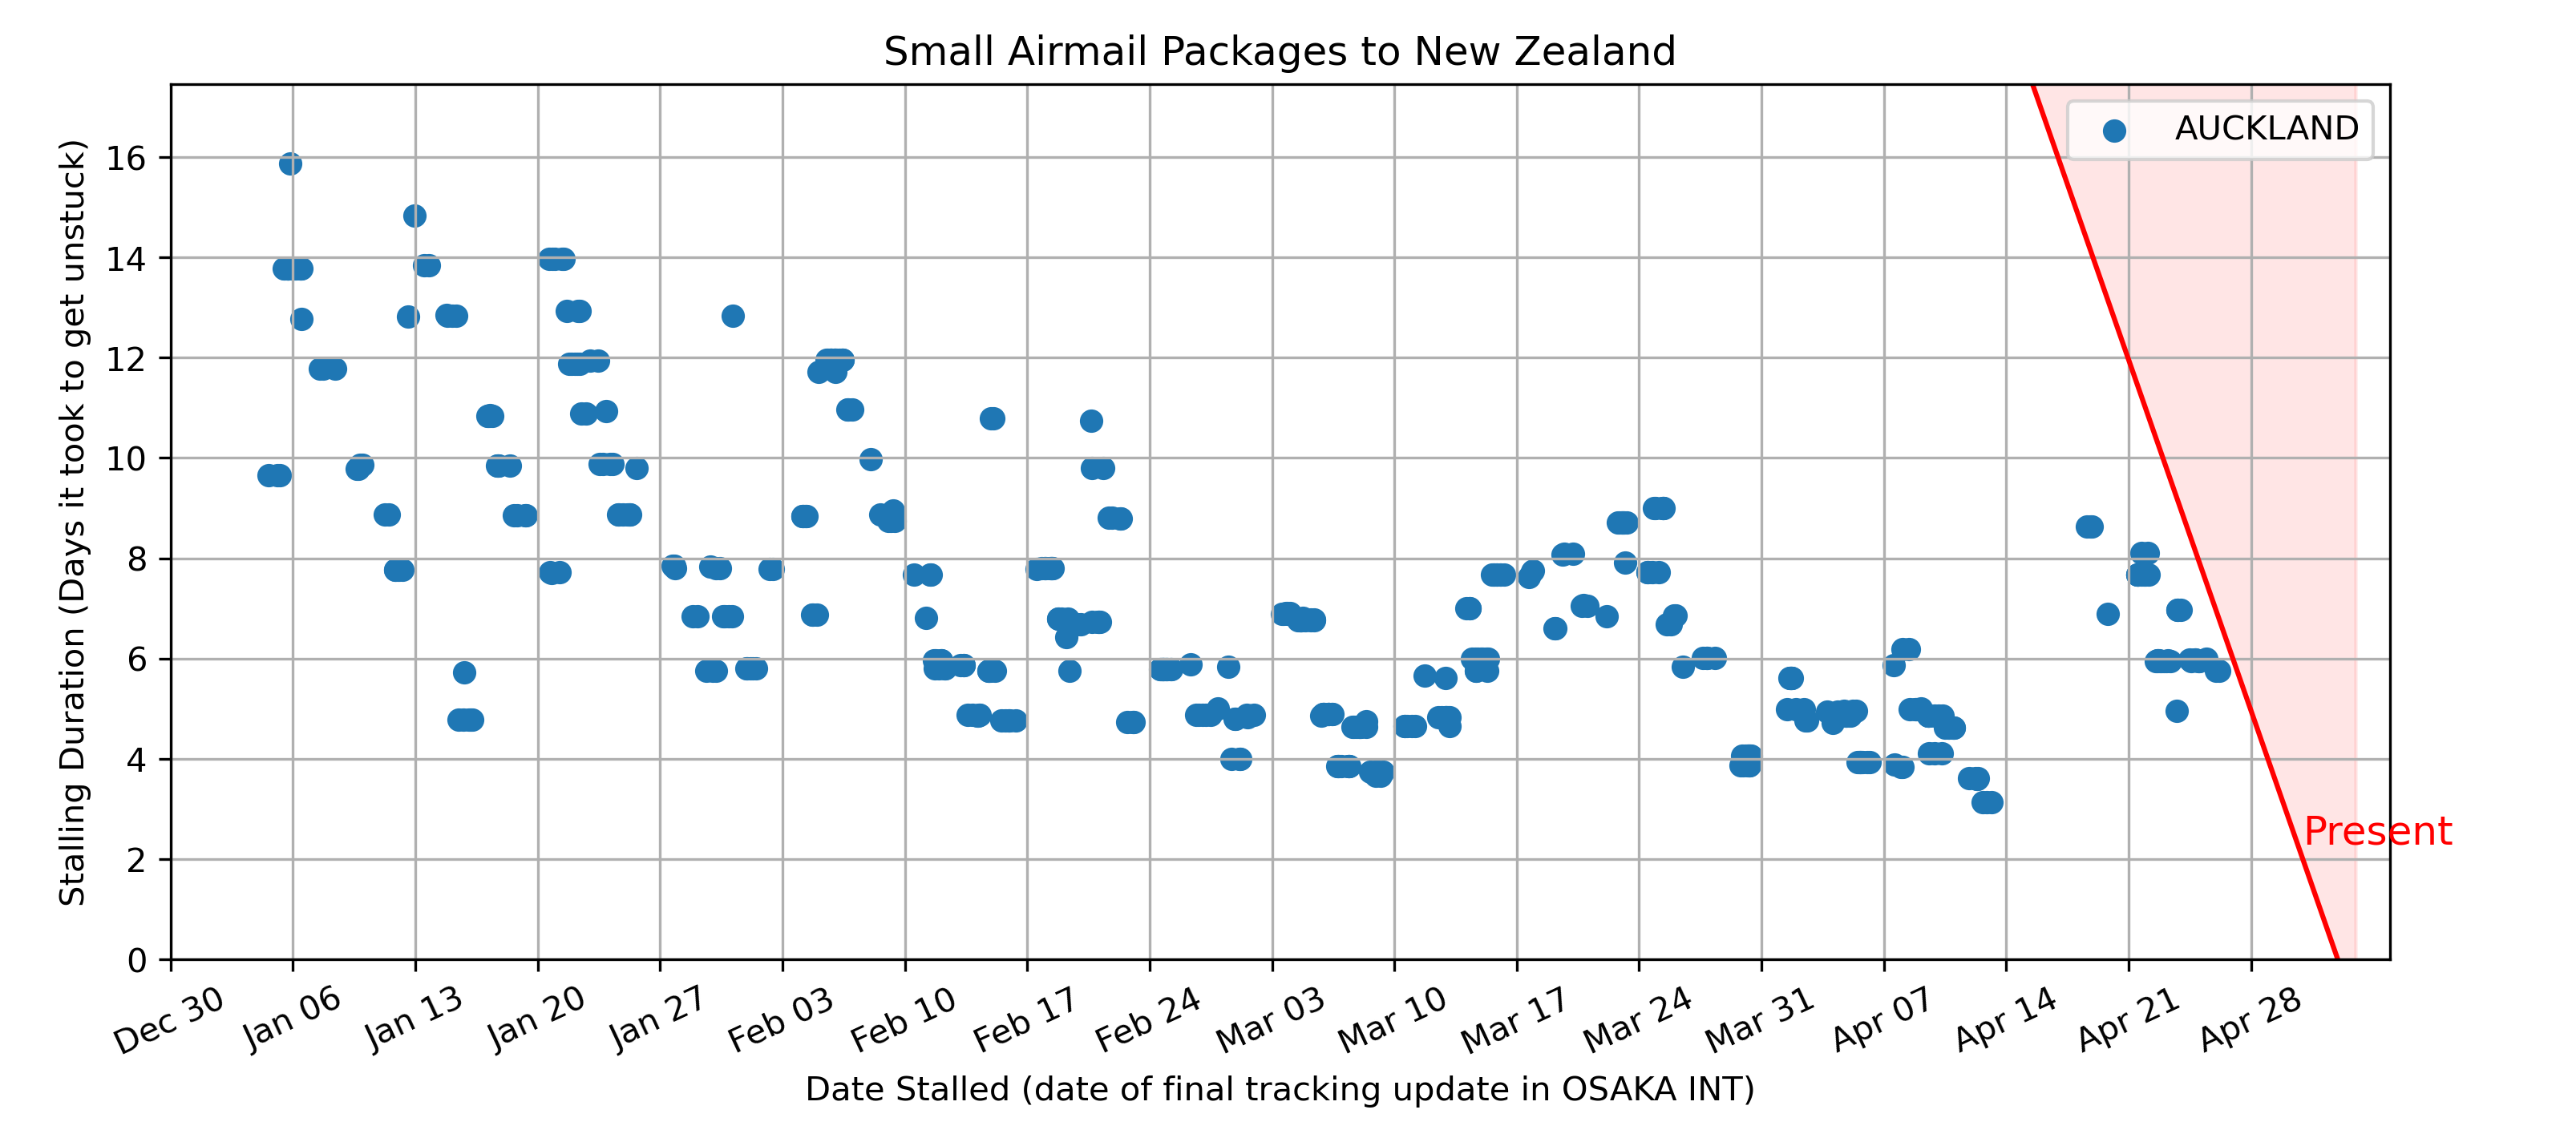 Small Airmail Packages to New Zealand
AUCKLAND
Stalling Duration (Days it took to get unstuck)
16
14
12
10
8
6
4
2
0
Present
Dec 30
Jan 06
Jan 13
Jan 20
Jan 27
Feb 03
Feb 10
Feb 17
Feb 24
Mar 03
Mar 10
Mar 17
Mar 24
Mar 31
Apr 07
Apr 14
Apr 21
Apr 28
Date Stalled (date of final tracking update in OSAKA INT)